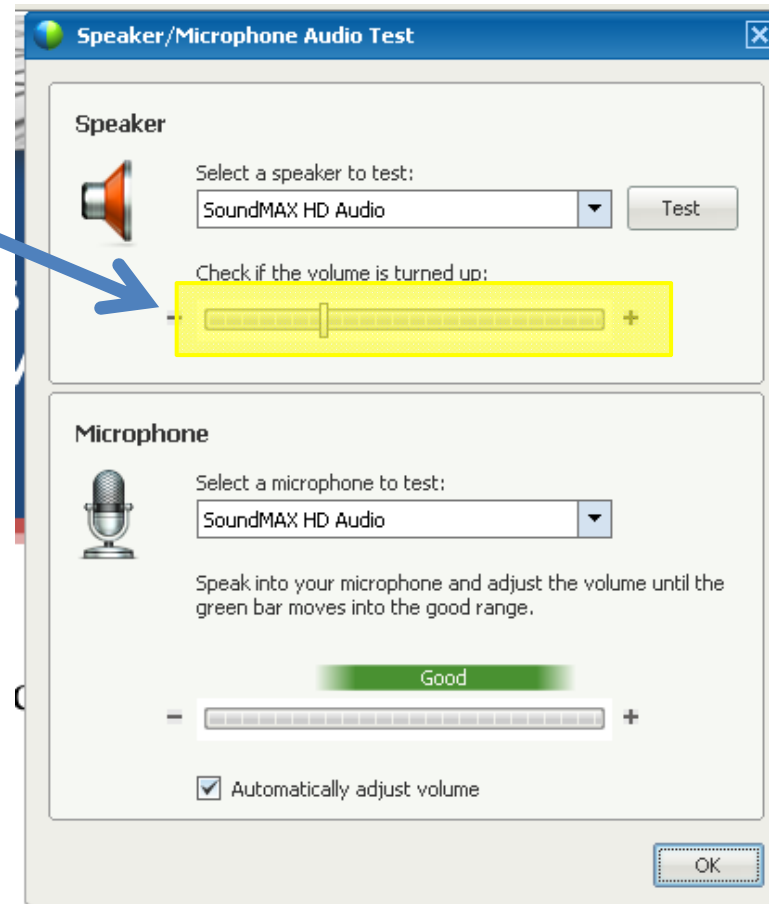 Speaker/Microphone Audio Test
Speaker
Select a speaker to test:
SoundMAX HD Audio
Test
Check if the volume is turned up:
- +
Microphone
Select a microphone to test:
SoundMAX HD Audio
Speak into your microphone and adjust the volume until the
green bar moves into the good range.
Good
- +
Automatically adjust volume
OK